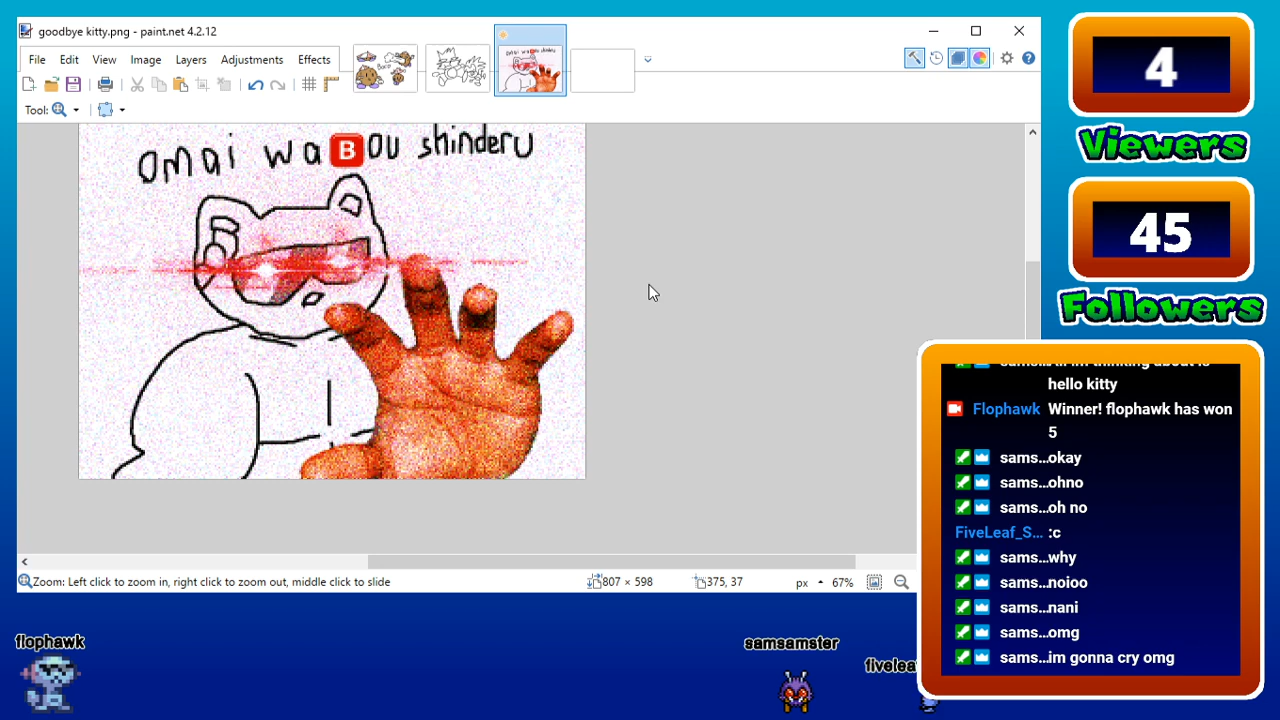 goodbye kitty.png - paint.net 4.2.12
File Edit View Image Layers Adjustments Effects
Tool:
omai wa 🅱ou shinderu
Zoom: Left click to zoom in, right click to zoom out, middle click to slide
807 × 598
375, 37
px
67%
4
Viewers
45
Followers
hello kitty
Flophawk Winner! flophawk has won
5
sams...okay
sams...ohno
sams...oh no
FiveLeaf_S... :c
sams...why
sams...noioo
sams...nani
sams...omg
sams...im gonna cry omg
flophawk
samsamster
fivelea